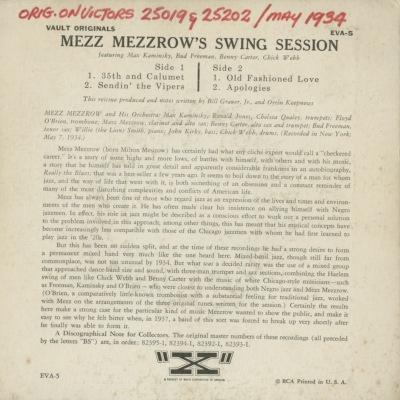 ORIG. ON VICTORS 25019 & 25202 / MAY 1934
VAULT ORIGINALS
EVA-5
MEZZ MEZZROW'S SWING SESSION
featuring Max Kaminsky, Bud Freeman, Benny Carter, Chick Webb
Side 1
1. 35th and Calumet
2. Sendin' the Vipers
Side 2
1. Old Fashioned Love
2. Apologies
This reissue produced and notes written by Bill Grauer, Jr. and Orrin Keepnews
MEZZ MEZZROW and His Orchestra: Max Kaminsky, Reunald Jones, Chelsea Qualey, trumpets; Floyd
O'Brien, trombone; Mezz Mezzrow, clarinet and alto sax; Benny Carter, alto sax and trumpet; Bud Freeman,
tenor sax; Willie (the Lion) Smith, piano; John Kirby, bass; Chick Webb, drums. (Recorded in New York;
May 7, 1934.)
Mezz Mezzrow (born Milton Mesirow) has certainly had what any cliché expert would call a "checkered
career." It's a story of some highs and more lows, of battles with himself, with others and with his music,
a story that he himself has told in great detail and apparently considerable frankness in an autobiography,
Really the Blues, that was a best-seller a few years ago. It seems to boil down to the story of a man for whom
jazz, and the way of life that went with it, is both something of an obsession and a constant reminder of
many of the most disturbing complexities and conflicts of American life.
Mezz has always been one of those who regard jazz as an expression of the lives and times and environ-
ments of the men who create it. He has often made clear his insistence on allying himself with Negro
jazzmen. In effect, his role in jazz might be described as a conscious effort to work out a personal solution
to the problem involved in this approach; among other things, this has meant that his musical concepts have
become increasingly less compatible with those of the Chicago jazzmen with whom he had first learned to
play jazz in the '20s.
But this has been no sudden split, and at the time of these recordings he had a strong desire to form
a permanent mixed band very much like the one heard here. Mixed-band jazz, though still far from
commonplace, was not unusual by 1934. But what was a decided rarity was the use of a mixed group
that approached dance-band size and sound, with three-man trumpet and sax sections, combining the Harlem
swing of men like Chick Webb and Benny Carter with the music of white Chicago-style musicians—such
as Freeman, Kaminsky and O'Brien – who were closest to understanding both Negro jazz and Mezz Mezzrow.
(O'Brien, a comparatively little-known trombonist with a substantial feeling for traditional jazz, worked
with Mezz on the arrangements of the three original tunes written for the session.) Certainly the results
here make a strong case for the particular kind of music Mezzrow wanted to show the public, and make it
easy to see why he felt bitter when, in 1937, a band of this sort was forced to break up very shortly after
he finally was able to form it.
A Discographical Note for Collectors. The original master numbers of these recordings (all preceded
by the letters "BS") are, in order: 82395-1, 82394-1, 82392-1, 82393-1.
"X"
EVA-5
© RCA Printed in U. S. A.